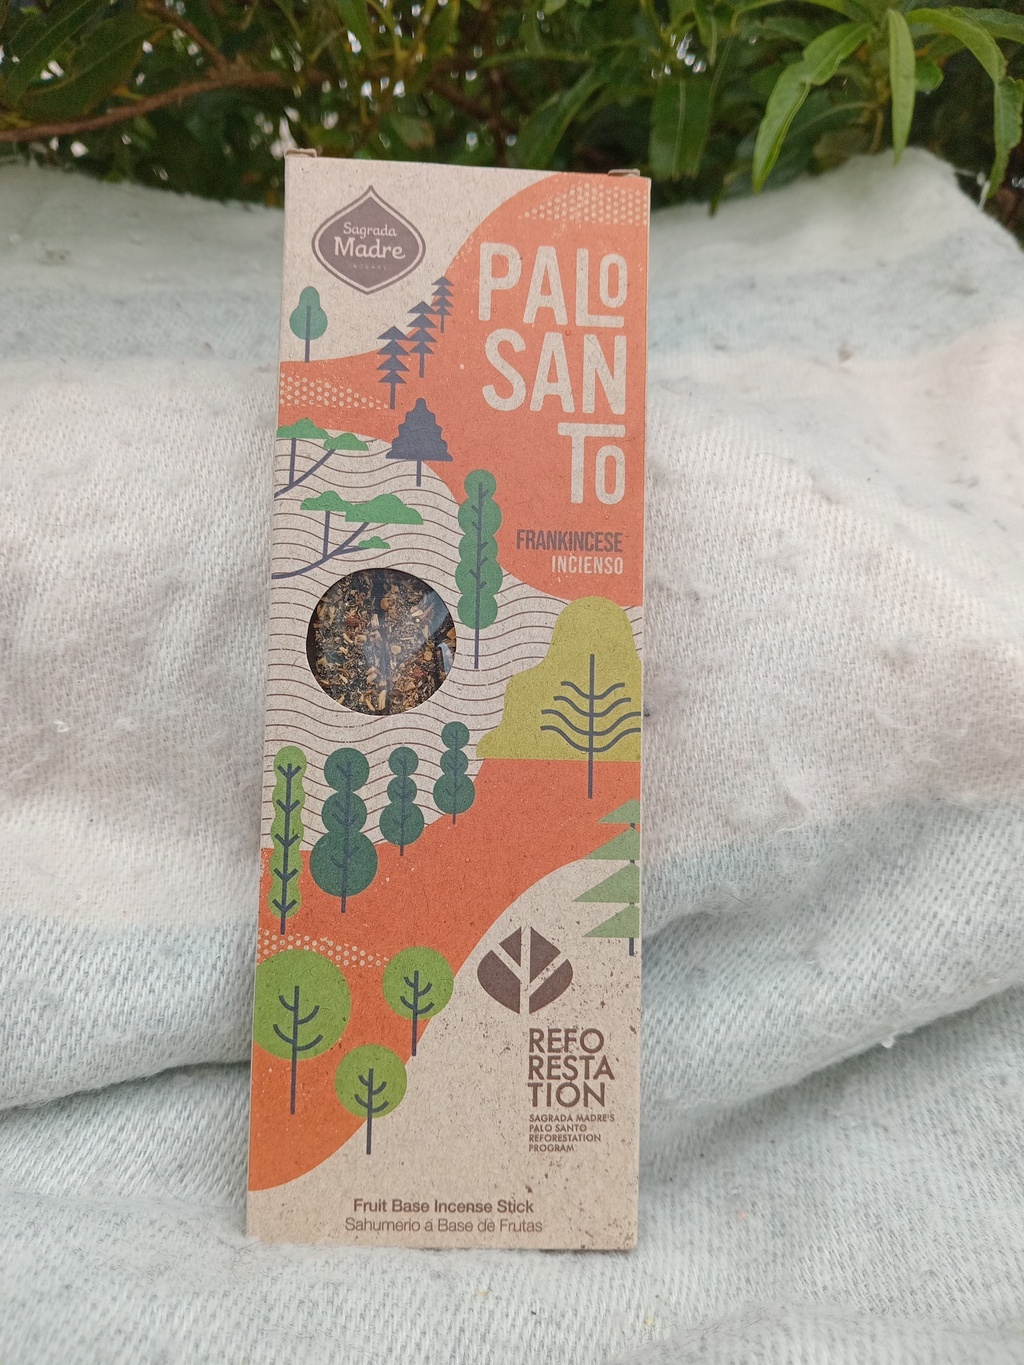 Sagrada
Madre
INCENSE
PALO
SAN
TO
FRANKINCESE
INCIENSO
REFO
RESTA
TION
SAGRADA MADRE'S
PALO SANTO
REFORESTATION
PROGRAM
Fruit Base Incense Stick
Sahumerio a Base de Frutas